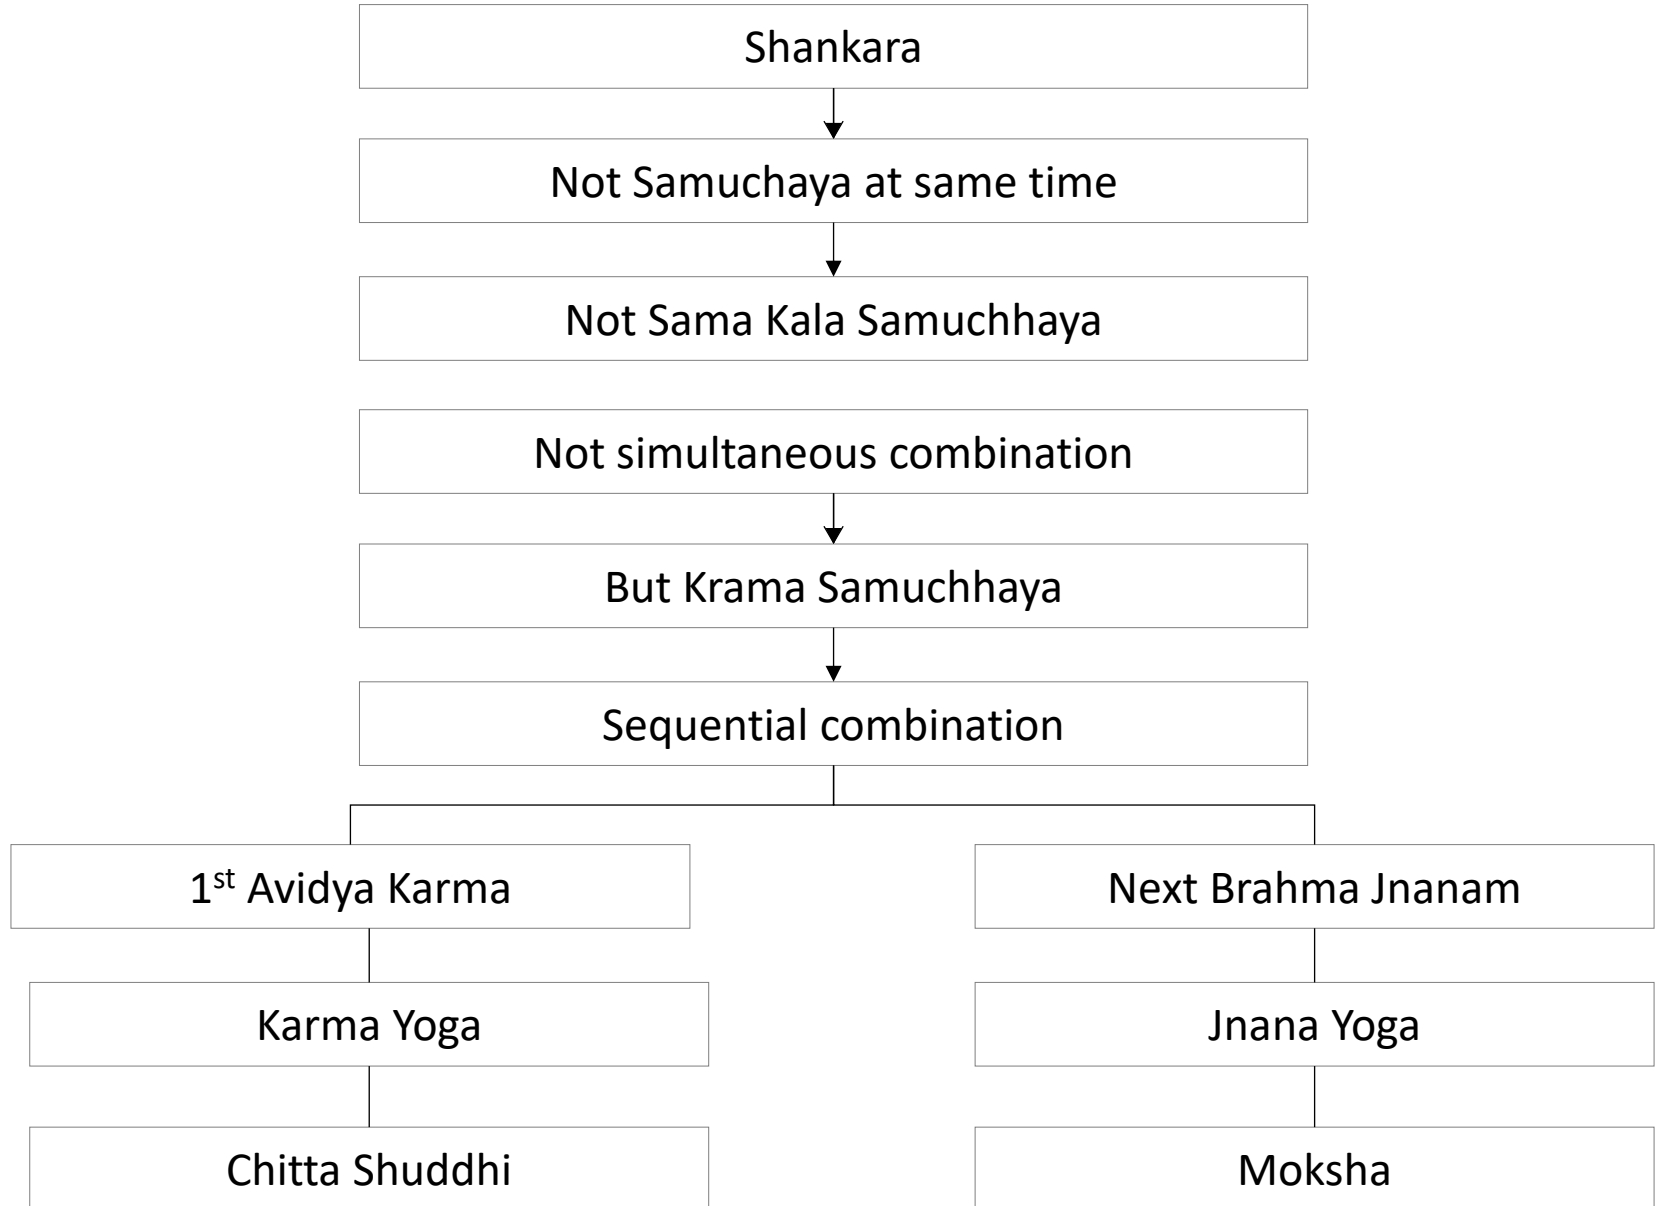 Shankara
Not Samuchaya at same time
Not Sama Kala Samuchhaya
Not simultaneous combination
But Krama Samuchhaya
Sequential combination
1st Avidya Karma
Next Brahma Jnanam
Karma Yoga
Jnana Yoga
Chitta Shuddhi
Moksha